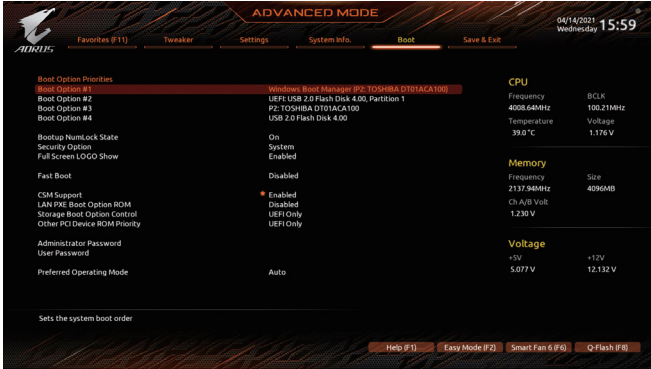 ADVANCED MODE
04/14/2021 Wednesday 15:59
AORUS
Favorites (F11) Tweaker Settings System Info. Boot Save & Exit
Boot Option Priorities
Boot Option #1 Windows Boot Manager (P2: TOSHIBA DT01ACA100)
Boot Option #2 UEFI: USB 2.0 Flash Disk 4.00, Partition 1
Boot Option #3 P2: TOSHIBA DT01ACA100
Boot Option #4 USB 2.0 Flash Disk 4.00
Bootup NumLock State On
Security Option System
Full Screen LOGO Show Enabled
Fast Boot Disabled
CSM Support * Enabled
LAN PXE Boot Option ROM Disabled
Storage Boot Option Control UEFI Only
Other PCI Device ROM Priority UEFI Only
Administrator Password
User Password
Preferred Operating Mode Auto
CPU
Frequency BCLK
4008.64MHz 100.21MHz
Temperature Voltage
39.0 °C 1.176 V
Memory
Frequency Size
2137.94MHz 4096MB
Ch A/B Volt
1.230 V
Voltage
+5V +12V
5.077 V 12.132 V
Sets the system boot order
Help (F1) Easy Mode (F2) Smart Fan 6 (F6) Q-Flash (F8)